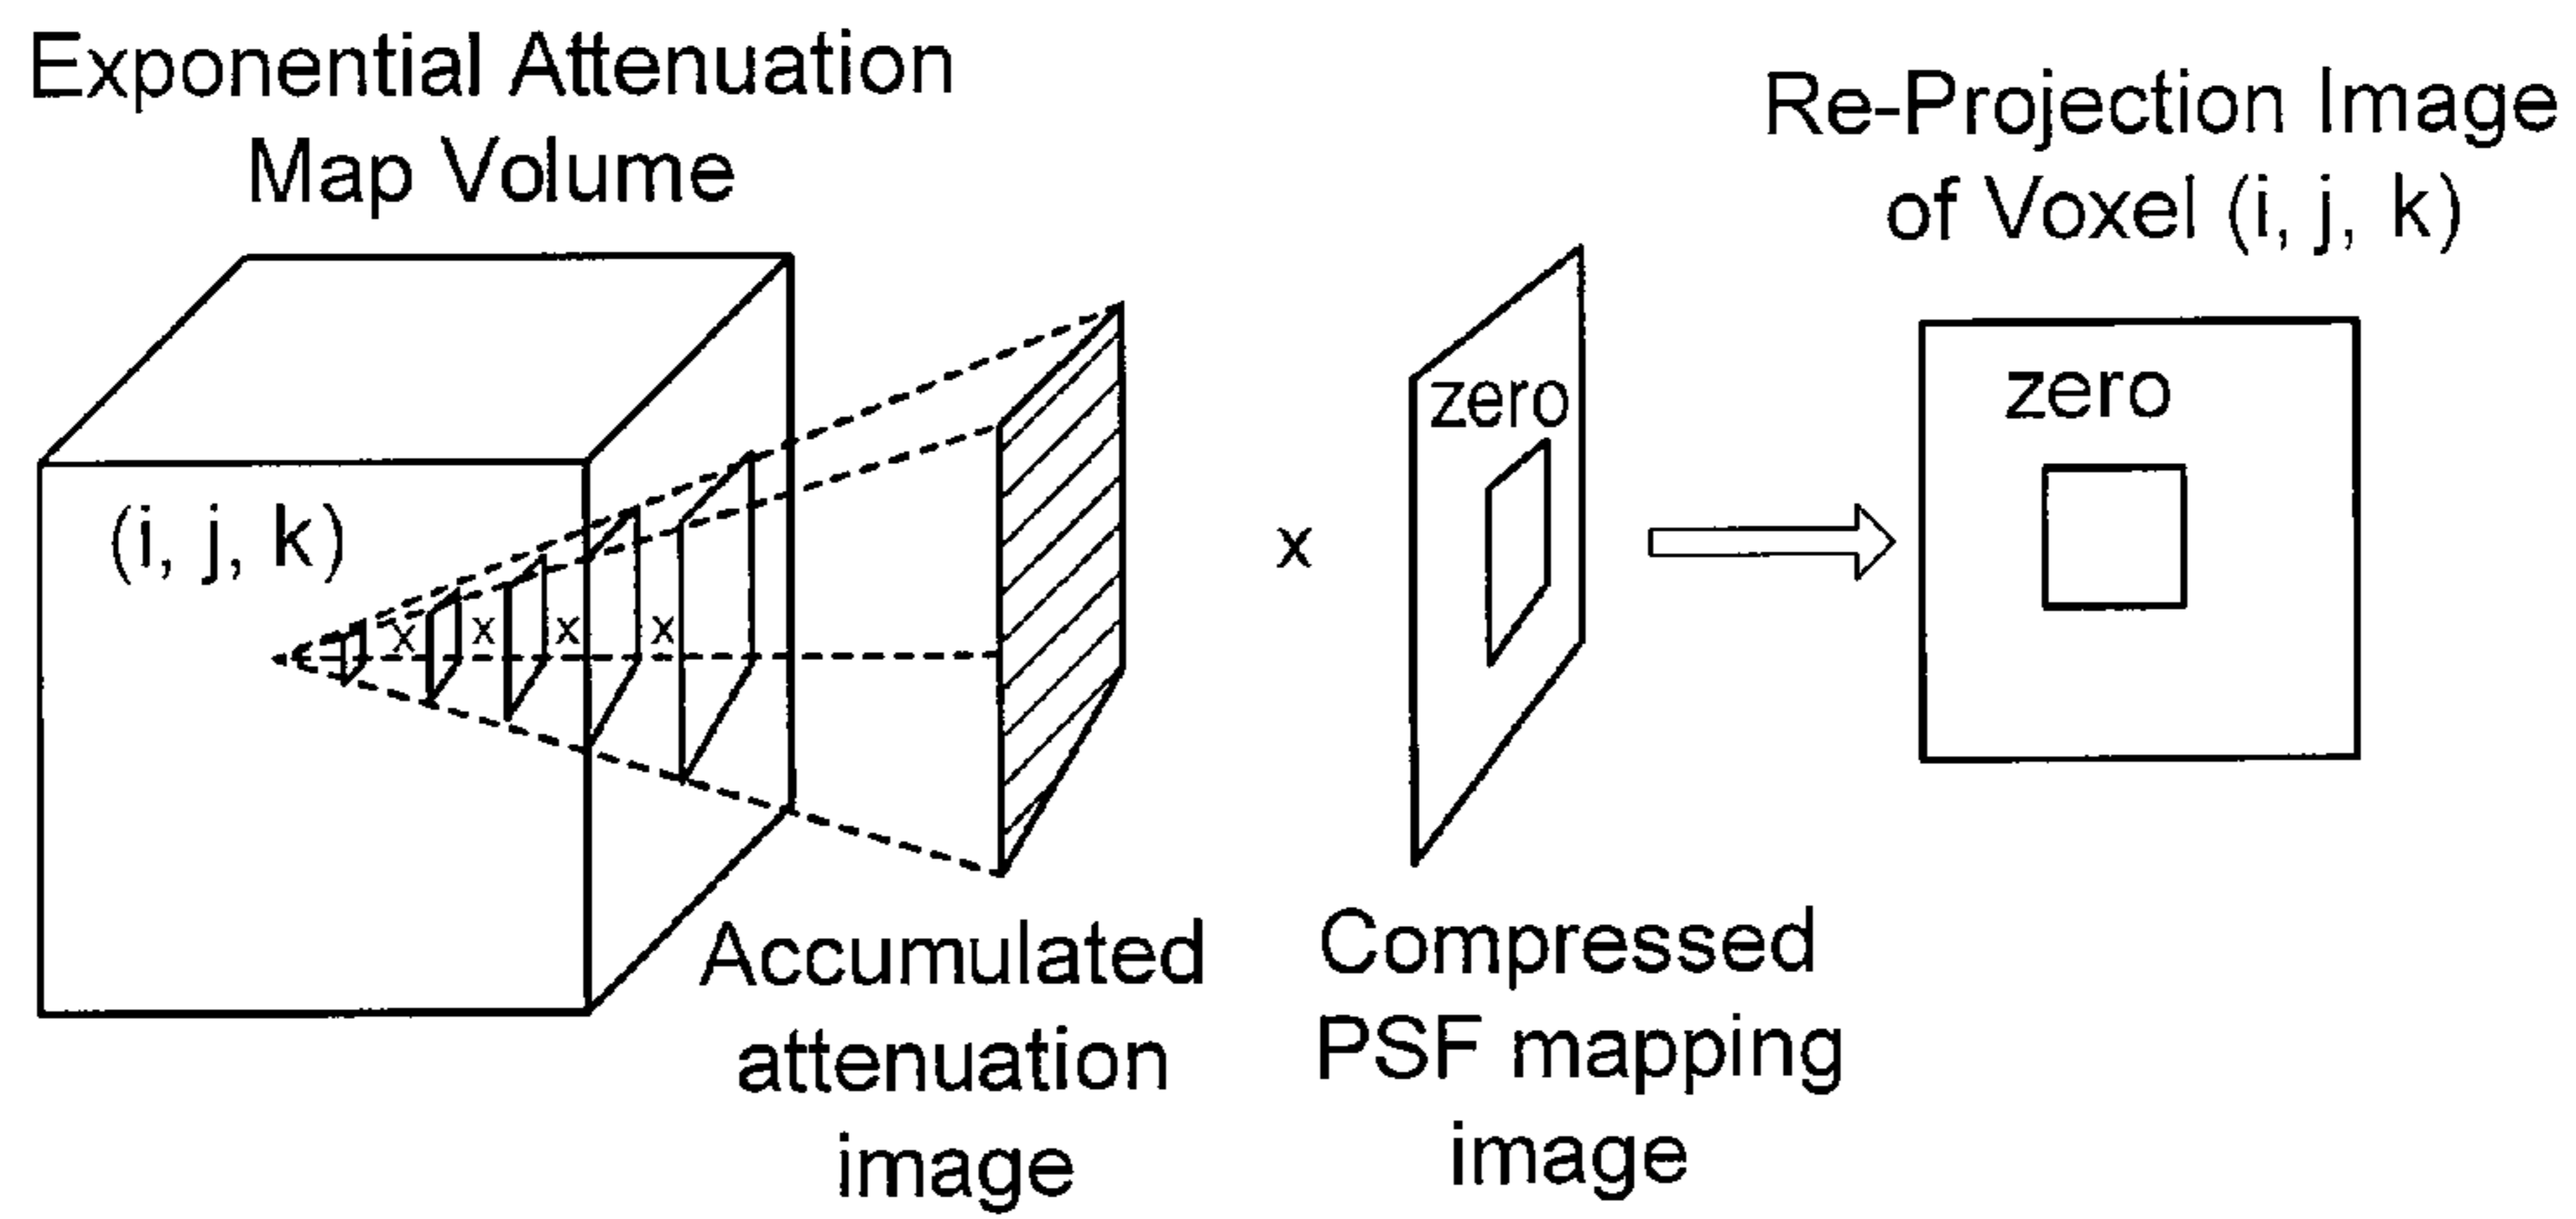 Exponential Attenuation
Map Volume
Re-Projection Image
of Voxel (i, j, k)
(i, j, k)
x x x x
x
zero
zero
Accumulated
attenuation
image
Compressed
PSF mapping
image